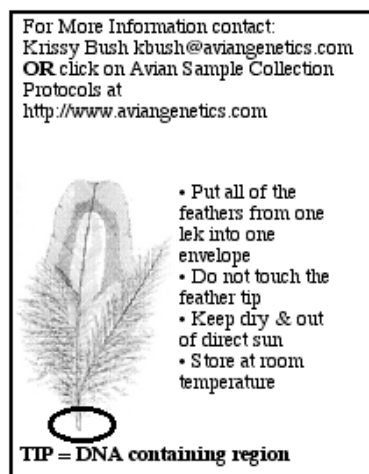 For More Information contact:
Krissy Bush kbush@aviangenetics.com
OR click on Avian Sample Collection
Protocols at
http://www.aviangenetics.com
• Put all of the
feathers from one
lek into one
envelope
• Do not touch the
feather tip
• Keep dry & out
of direct sun
• Store at room
temperature
TIP = DNA containing region